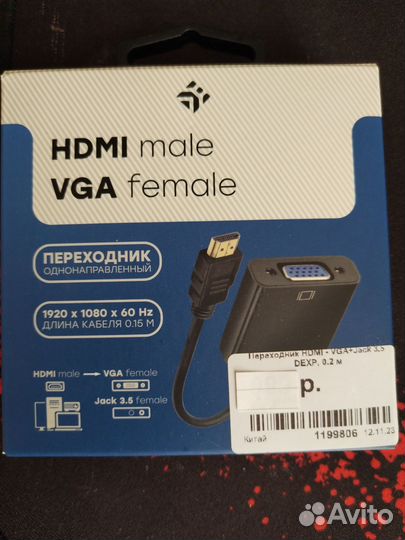 HDMI male
VGA female
ПЕРЕХОДНИК
ОДНОНАПРАВЛЕННЫЙ
1920 x 1080 x 60 Hz
ДЛИНА КАБЕЛЯ 0.15 М
HDMI male
VGA female
Jack 3.5 female
Переходник HDMI - VGA+Jack 3.5
DEXP, 0.2 м
р.
Китай
1199806
12.11.23
Avito